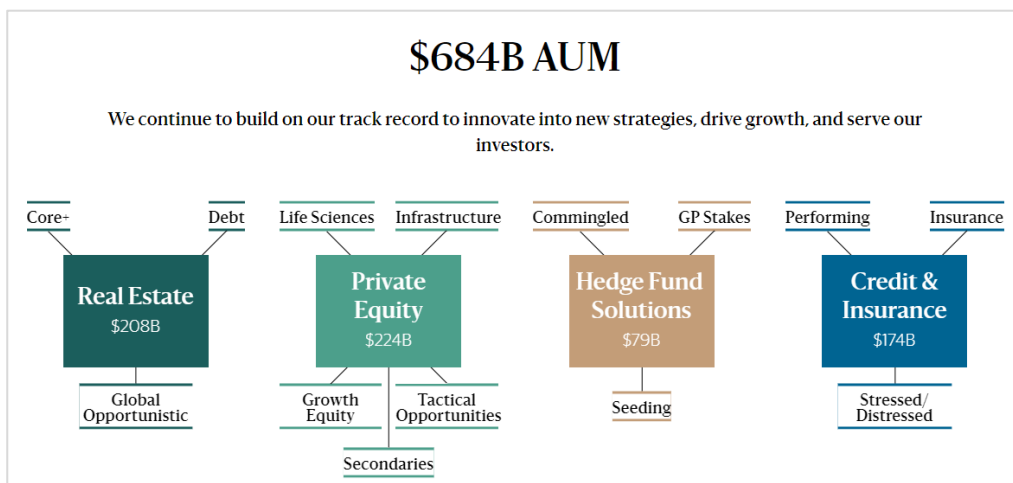 $684B AUM
We continue to build on our track record to innovate into new strategies, drive growth, and serve our
investors.
Core+
Debt
Real Estate
$208B
Global
Opportunistic
Life Sciences
Infrastructure
Private
Equity
$224B
Growth
Equity
Tactical
Opportunities
Secondaries
Commingled
GP Stakes
Hedge Fund
Solutions
$79B
Seeding
Performing
Insurance
Credit &
Insurance
$174B
Stressed/
Distressed